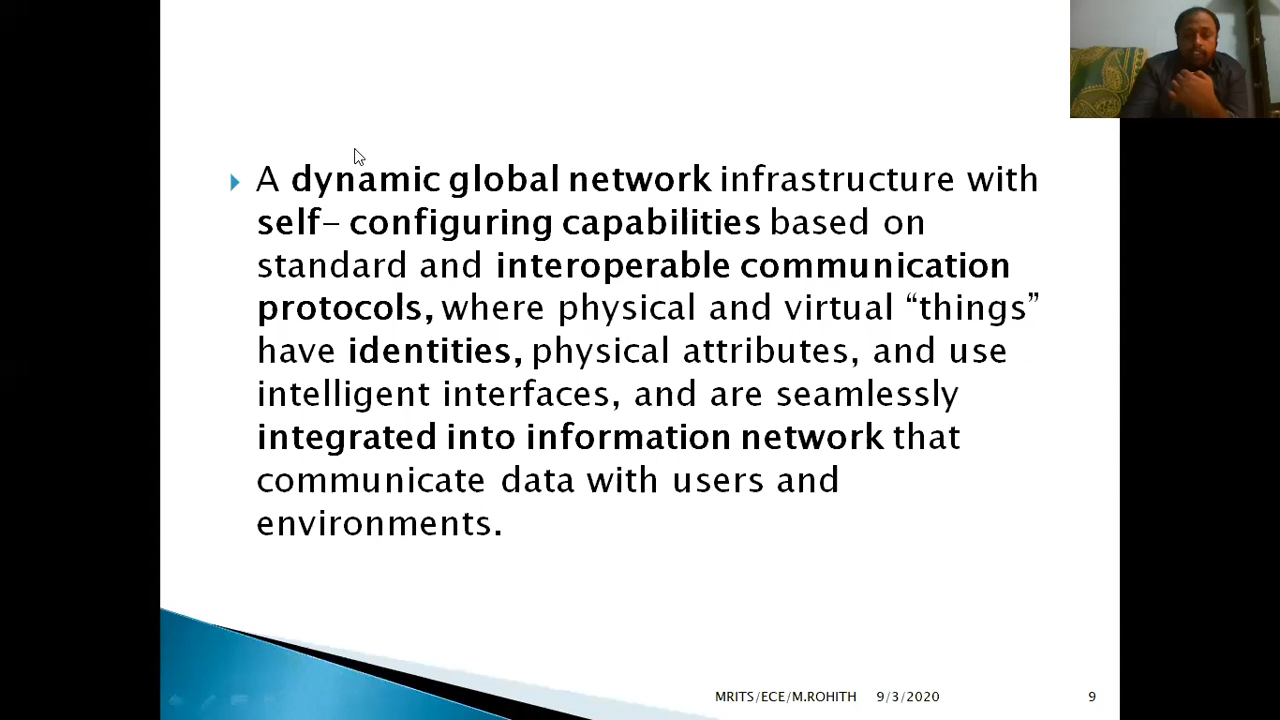 A dynamic global network infrastructure with
self- configuring capabilities based on
standard and interoperable communication
protocols, where physical and virtual “things”
have identities, physical attributes, and use
intelligent interfaces, and are seamlessly
integrated into information network that
communicate data with users and
environments.
MRITS/ECE/M.ROHITH 9/3/2020 9